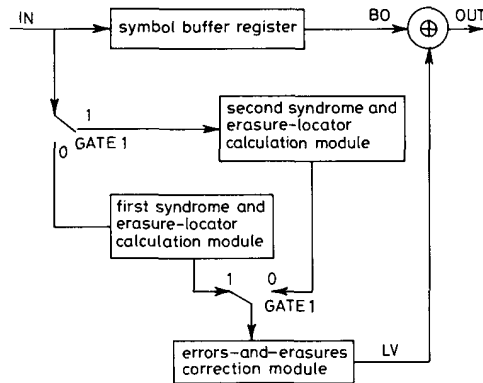 IN
symbol buffer register
BO
⊕
OUT
1
0
GATE 1
second syndrome and
erasure-locator
calculation module
first syndrome and
erasure-locator
calculation module
1
0
GATE 1
errors-and-erasures
correction module
LV